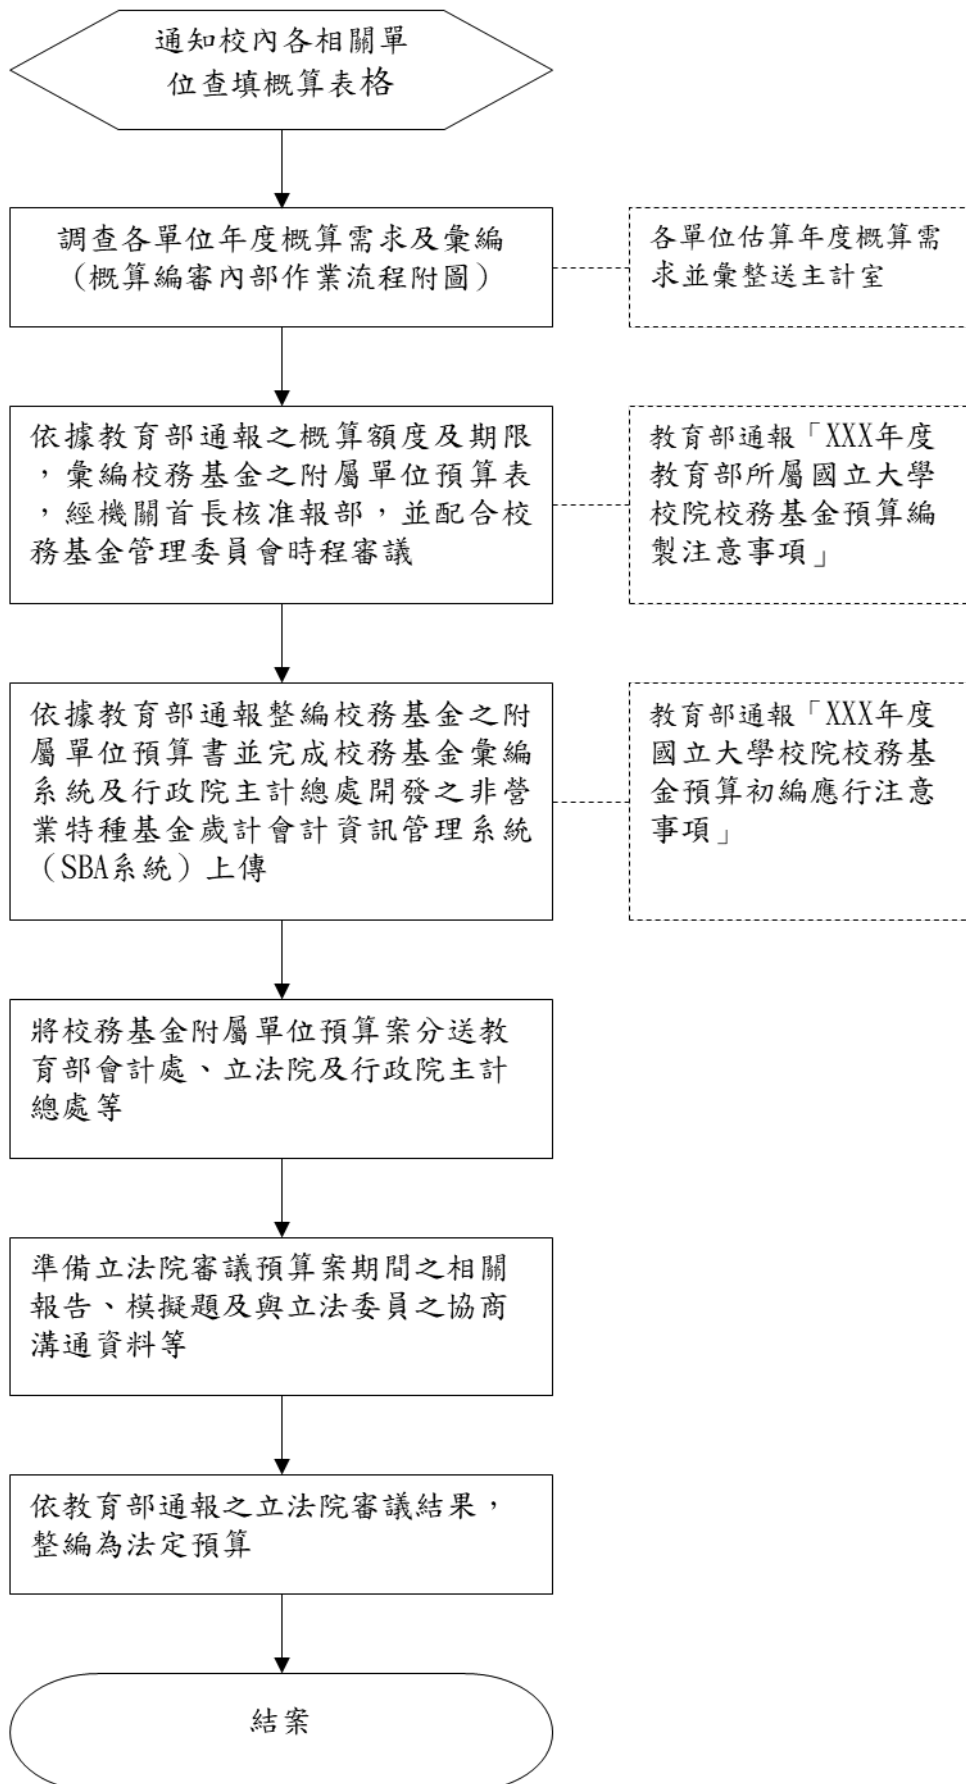 通知校內各相關單
位查填概算表格
調查各單位年度概算需求及彙編
（概算編審內部作業流程附圖）
各單位估算年度概算需
求並彙整送主計室
依據教育部通報之概算額度及期限
，彙編校務基金之附屬單位預算表
，經機關首長核准報部，並配合校
務基金管理委員會時程審議
教育部通報「XXX年度
教育部所屬國立大學
校院校務基金預算編
製注意事項」
依據教育部通報整編校務基金之附
屬單位預算書並完成校務基金彙編
系統及行政院主計總處開發之非營
業特種基金歲計會計資訊管理系統
（SBA系統）上傳
教育部通報「XXX年度
國立大學校院校務基
金預算初編應行注意
事項」
將校務基金附屬單位預算案分送教
育部會計處、立法院及行政院主計
總處等
準備立法院審議預算案期間之相關
報告、模擬題及與立法委員之協商
溝通資料等
依教育部通報之立法院審議結果，
整編為法定預算
結案